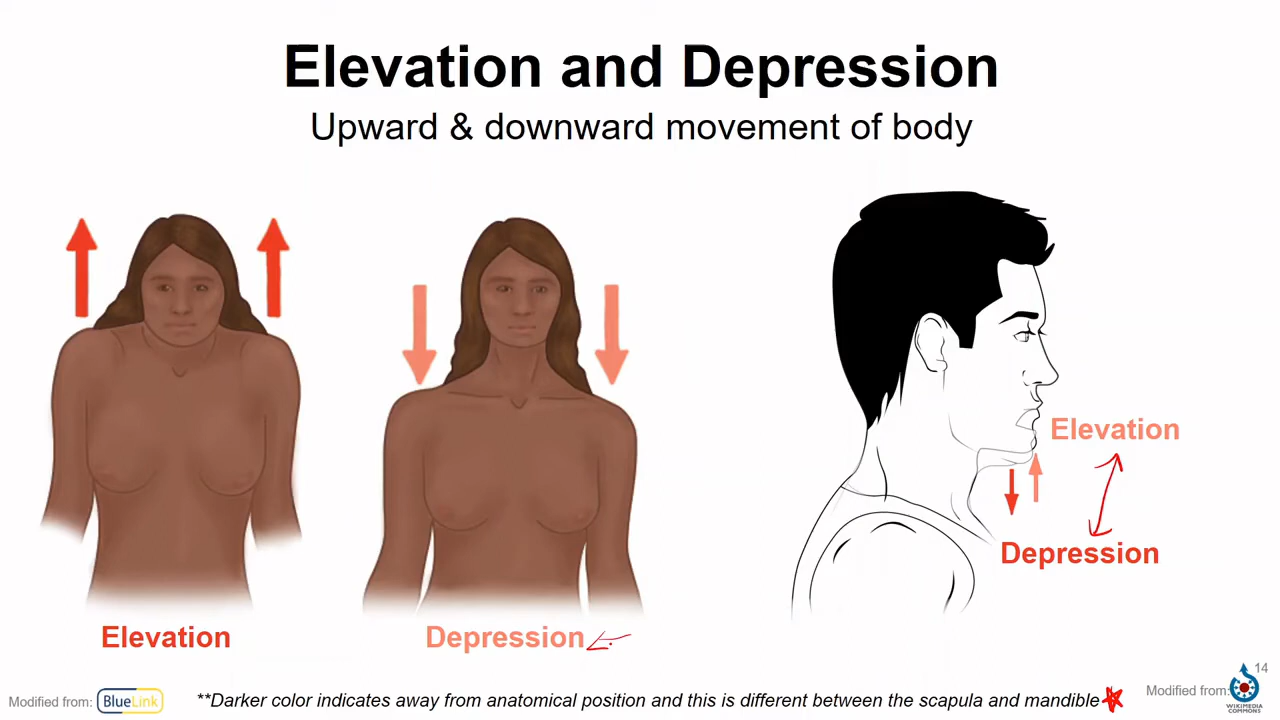 Elevation and Depression
Upward & downward movement of body
Elevation
Depression
Elevation
Depression
Modified from: BlueLink
**Darker color indicates away from anatomical position and this is different between the scapula and mandible
Modified from:
WIKIMEDIA
COMMONS
14